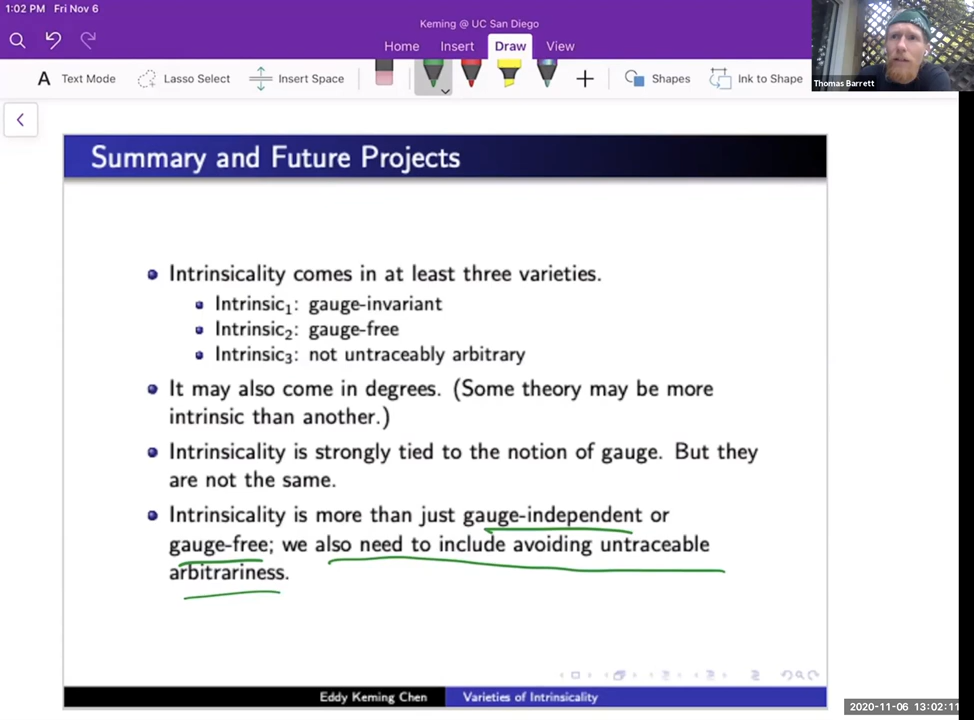 1:02 PM Fri Nov 6
Keming @ UC San Diego
Home Insert Draw View
A Text Mode Lasso Select Insert Space Shapes Ink to Shape
Thomas Barrett
Summary and Future Projects
Intrinsicality comes in at least three varieties.
Intrinsic₁: gauge-invariant
Intrinsic₂: gauge-free
Intrinsic₃: not untraceably arbitrary
It may also come in degrees. (Some theory may be more
intrinsic than another.)
Intrinsicality is strongly tied to the notion of gauge. But they
are not the same.
Intrinsicality is more than just gauge-independent or
gauge-free; we also need to include avoiding untraceable
arbitrariness.
Eddy Keming Chen Varieties of Intrinsicality
2020-11-06 13:02:11